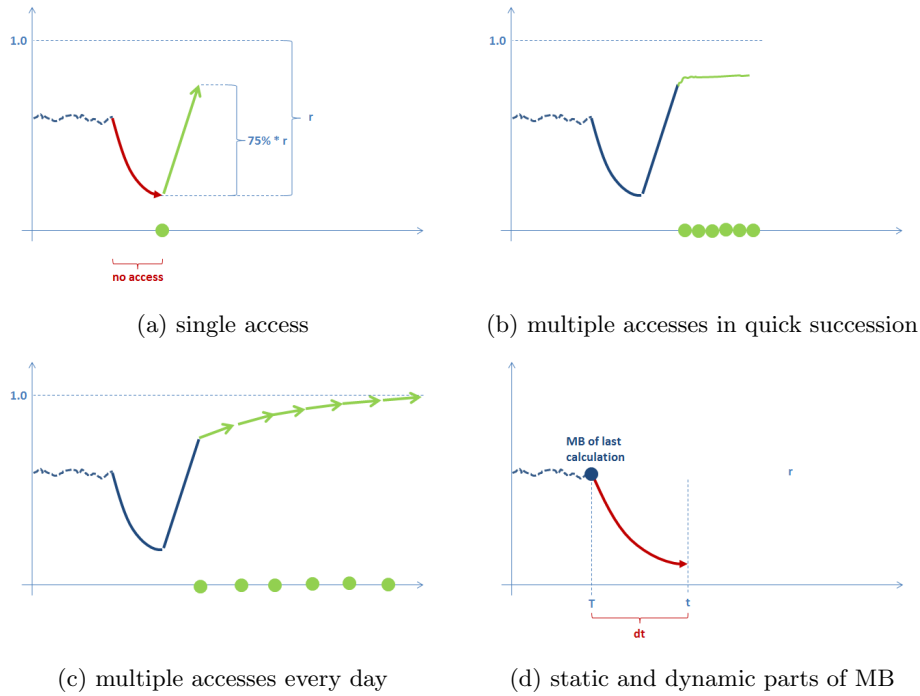 1.0
r
75% * r
no access
(a) single access
1.0
(b) multiple accesses in quick succession
1.0
(c) multiple accesses every day
MB of last
calculation
r
T
t
dt
(d) static and dynamic parts of MB